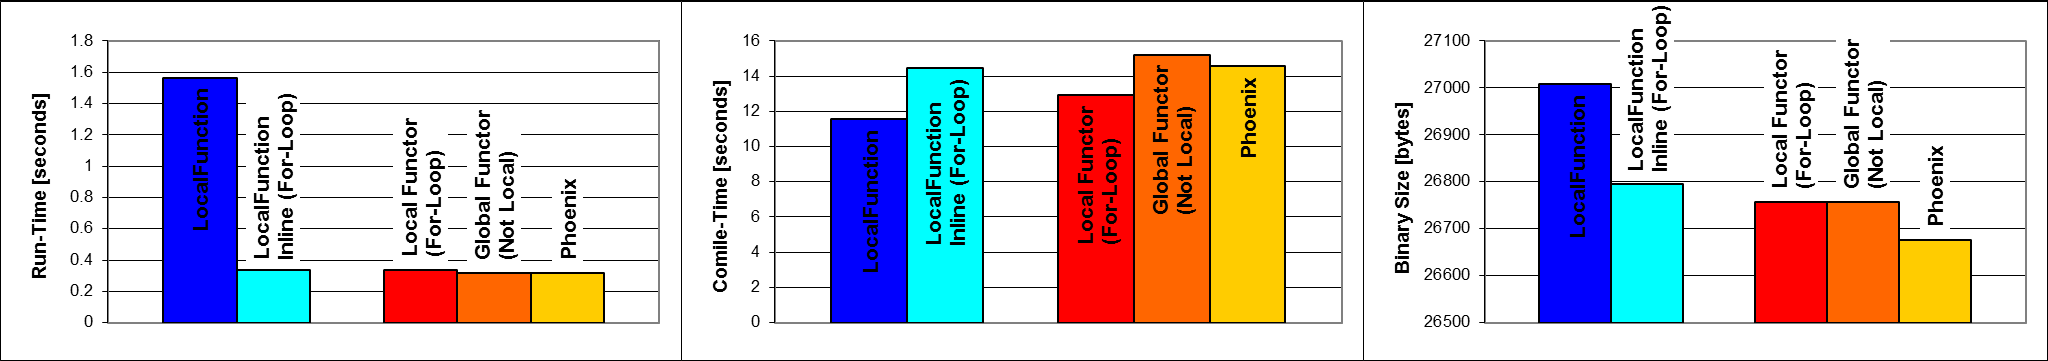 Run-Time [seconds]
1.8
1.6
1.4
1.2
1
0.8
0.6
0.4
0.2
0
LocalFunction
LocalFunction
Inline (For-Loop)
Local Functor
(For-Loop)
Global Functor
(Not Local)
Phoenix
Comile-Time [seconds]
16
14
12
10
8
6
4
2
0
LocalFunction
LocalFunction
Inline (For-Loop)
Local Functor
(For-Loop)
Global Functor
(Not Local)
Phoenix
Binary Size [bytes]
27100
27000
26900
26800
26700
26600
26500
LocalFunction
LocalFunction
Inline (For-Loop)
Local Functor
(For-Loop)
Global Functor
(Not Local)
Phoenix